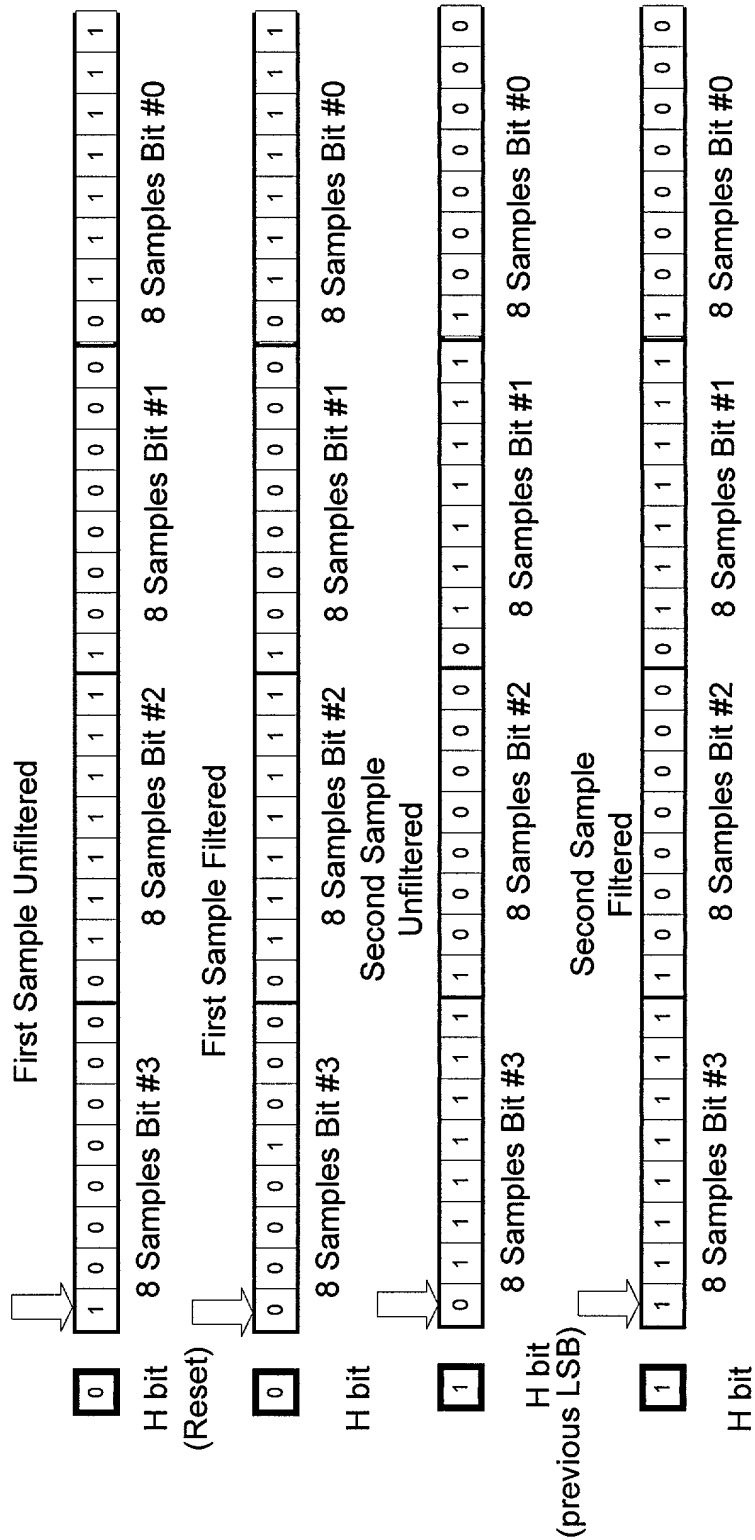 First Sample Unfiltered
0 1 0 0 0 0 0 0 0 0 1 1 1 1 1 1 1 1 0 0 0 0 0 0 0 0 1 1 1 1 1 1 1
H bit
(Reset)
8 Samples Bit #3 8 Samples Bit #2 8 Samples Bit #1 8 Samples Bit #0
First Sample Filtered
0 0 0 0 0 1 0 0 0 0 1 1 1 1 1 1 1 1 0 0 0 0 0 0 0 0 1 1 1 1 1 1 1
H bit
8 Samples Bit #3 8 Samples Bit #2 8 Samples Bit #1 8 Samples Bit #0
Second Sample
Unfiltered
1 0 1 1 1 1 1 1 1 1 0 0 0 0 0 0 0 0 1 1 1 1 1 1 1 1 0 0 0 0 0 0 0
H bit
(previous LSB)
8 Samples Bit #3 8 Samples Bit #2 8 Samples Bit #1 8 Samples Bit #0
Second Sample
Filtered
1 1 1 1 1 1 1 1 1 1 0 0 0 0 0 0 0 0 1 1 1 1 1 1 1 1 0 0 0 0 0 0 0
H bit
8 Samples Bit #3 8 Samples Bit #2 8 Samples Bit #1 8 Samples Bit #0